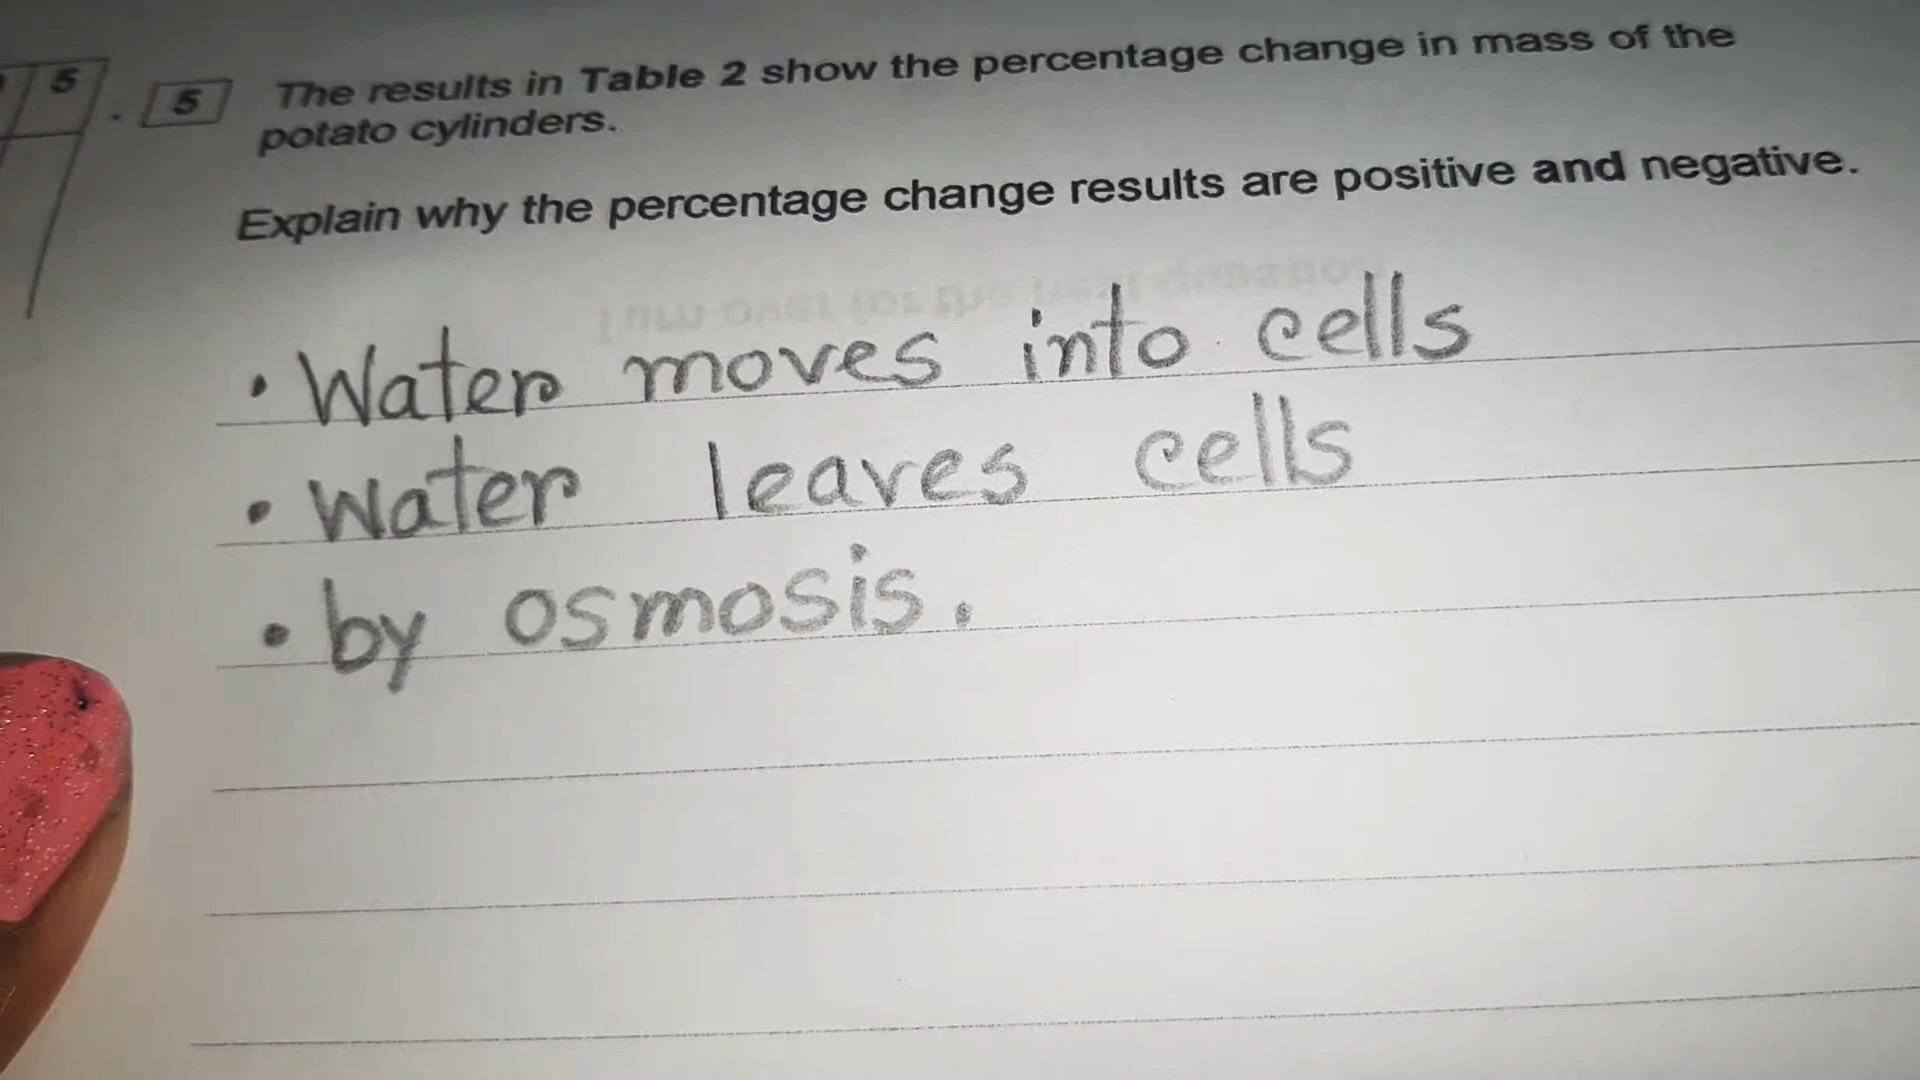 5 . 5 The results in Table 2 show the percentage change in mass of the
potato cylinders.
Explain why the percentage change results are positive and negative.
• Water moves into cells
• Water leaves cells
• by osmosis.